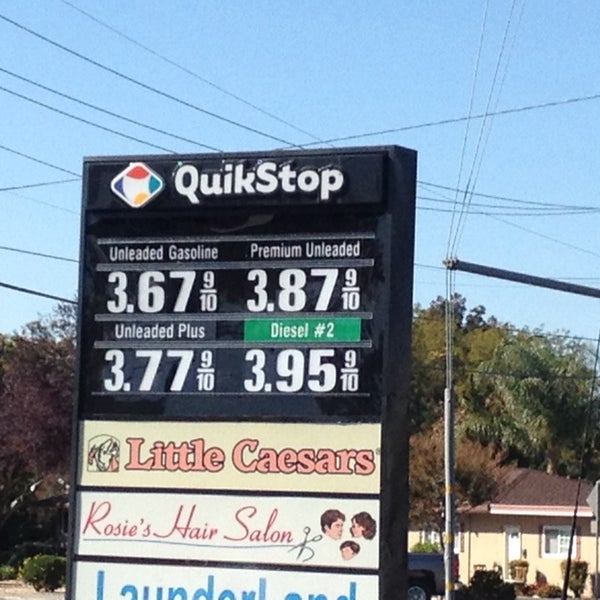 QuikStop
Unleaded Gasoline Premium Unleaded
3.67 9/10 3.87 9/10
Unleaded Plus Diesel #2
3.77 9/10 3.95 9/10
Little Caesars
Rosie's Hair Salon
LaunderLand